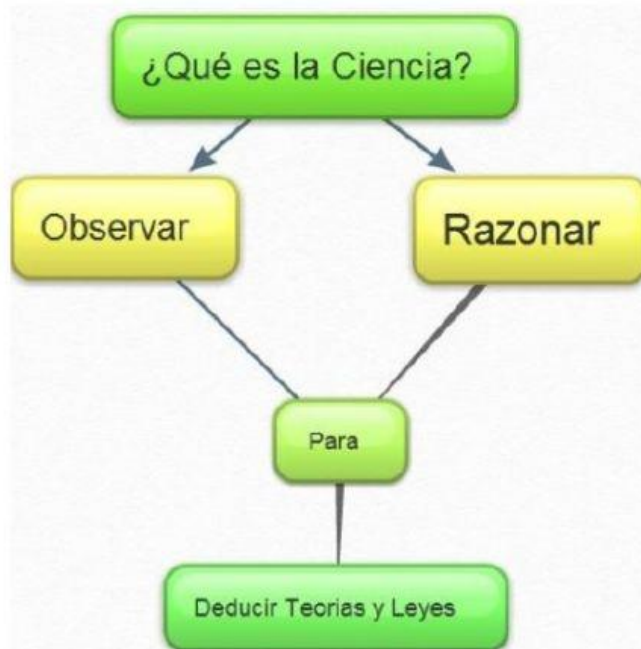 ¿Qué es la Ciencia?
Observar
Razonar
Para
Deducir Teorias y Leyes